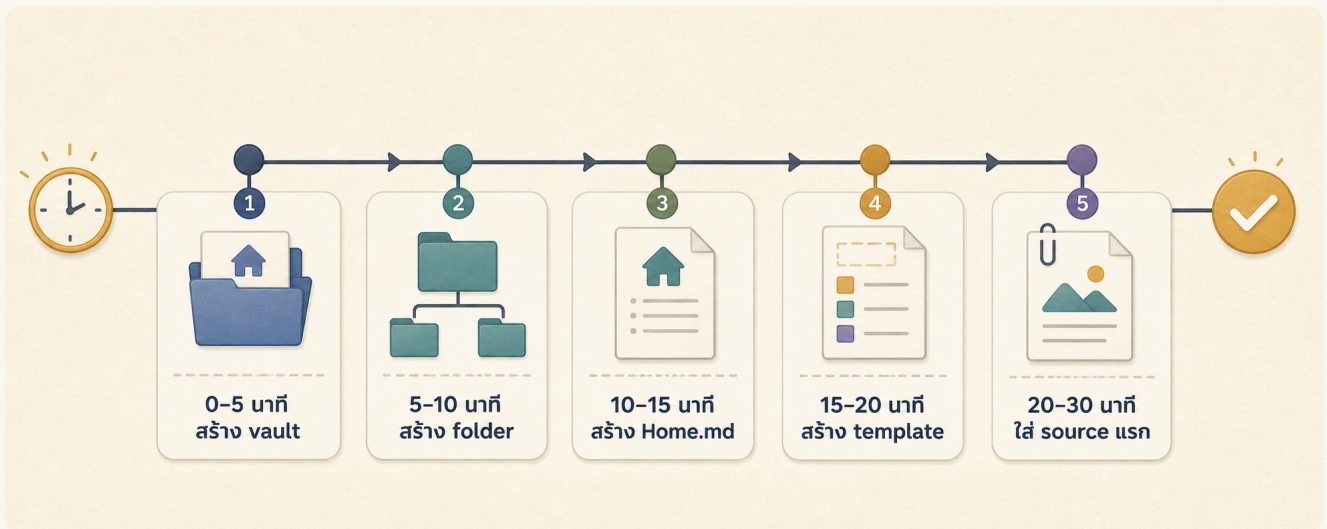 1
0–5 นาที
สร้าง vault
2
5–10 นาที
สร้าง folder
3
10–15 นาที
สร้าง Home.md
4
15–20 นาที
สร้าง template
5
20–30 นาที
ใส่ source แรก